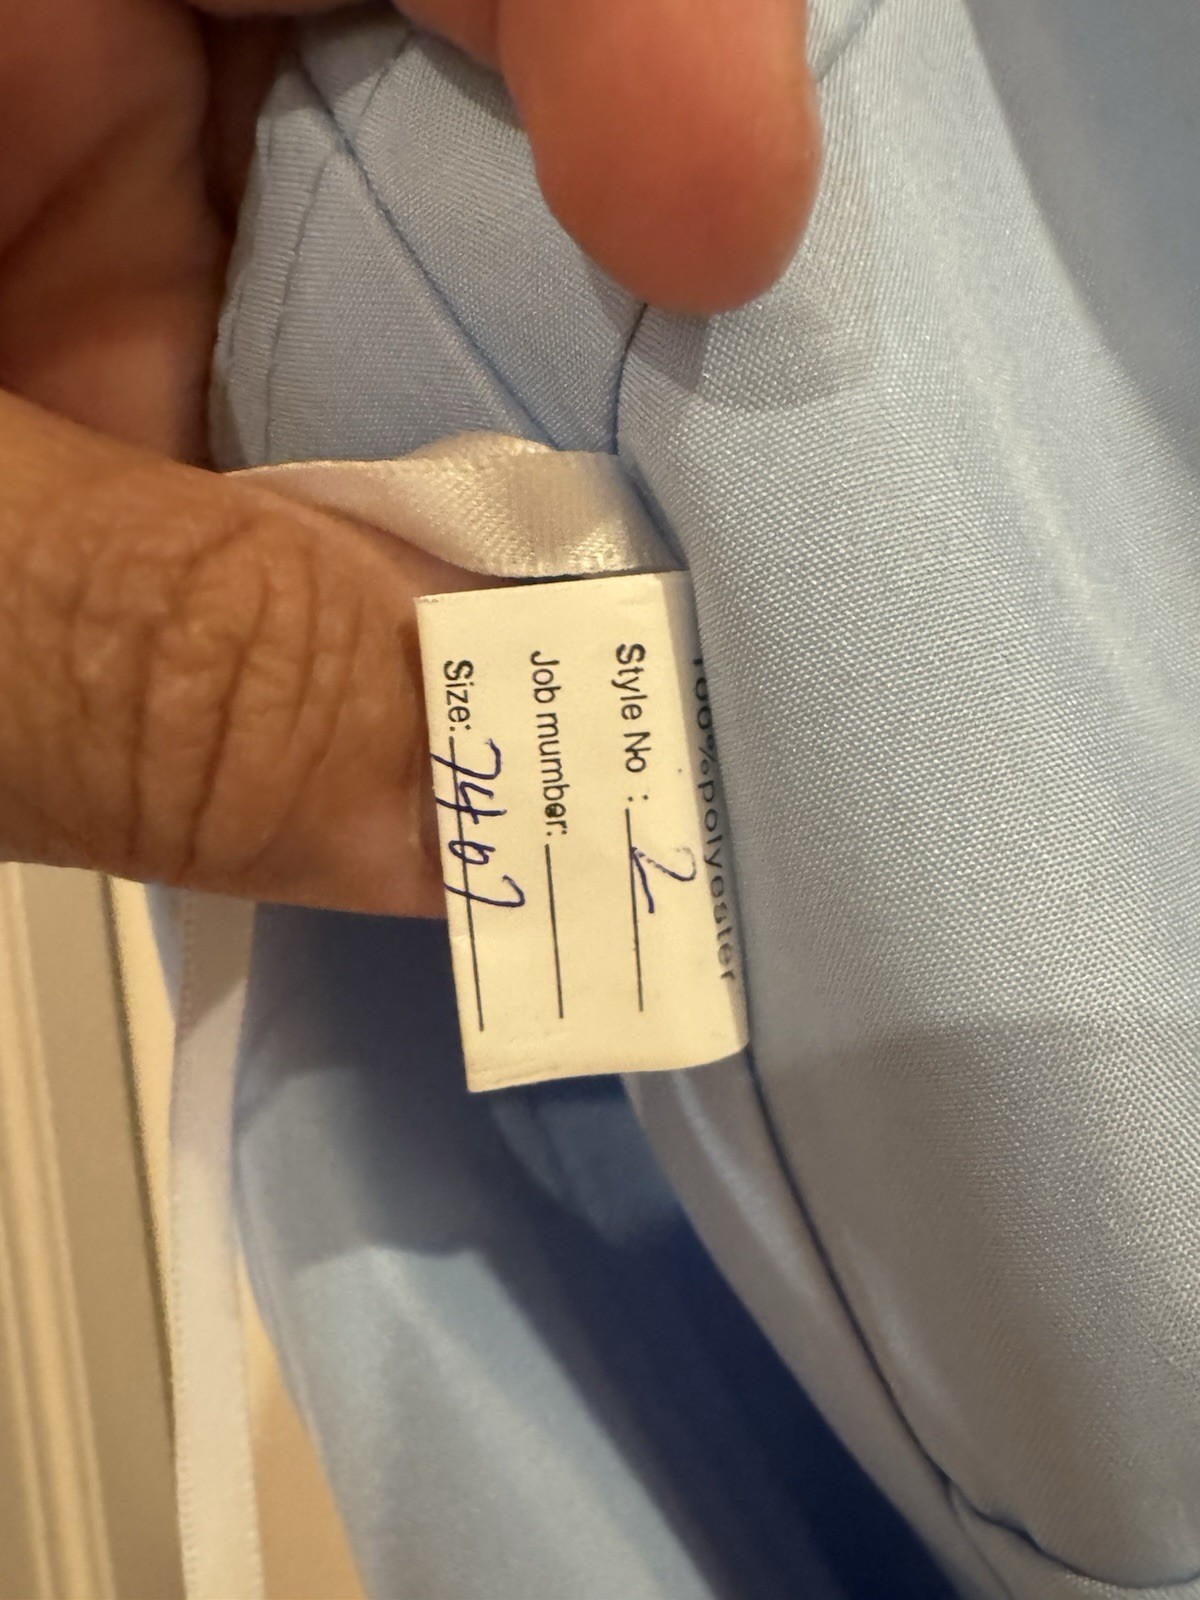 100%polyester
Style No : 2
Job mumber:
Size: 7467